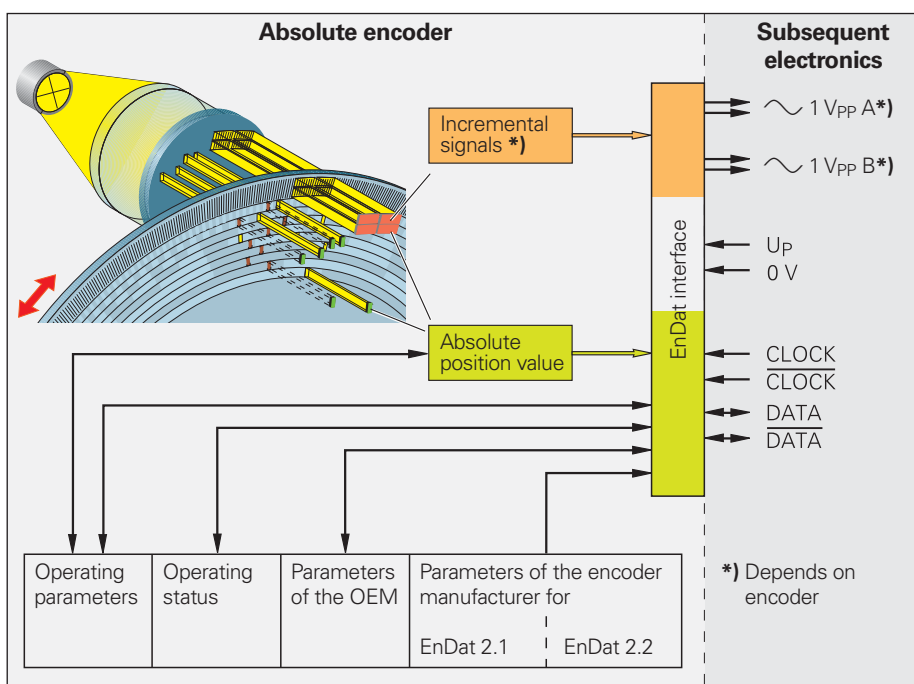 Absolute encoder
Subsequent
electronics
Incremental
signals *)
1 VPP A*)
1 VPP B*)
UP
0 V
EnDat interface
Absolute
position value
CLOCK
CLOCK
DATA
DATA
Operating
parameters
Operating
status
Parameters
of the OEM
Parameters of the encoder
manufacturer for
EnDat 2.1
EnDat 2.2
*) Depends on
encoder